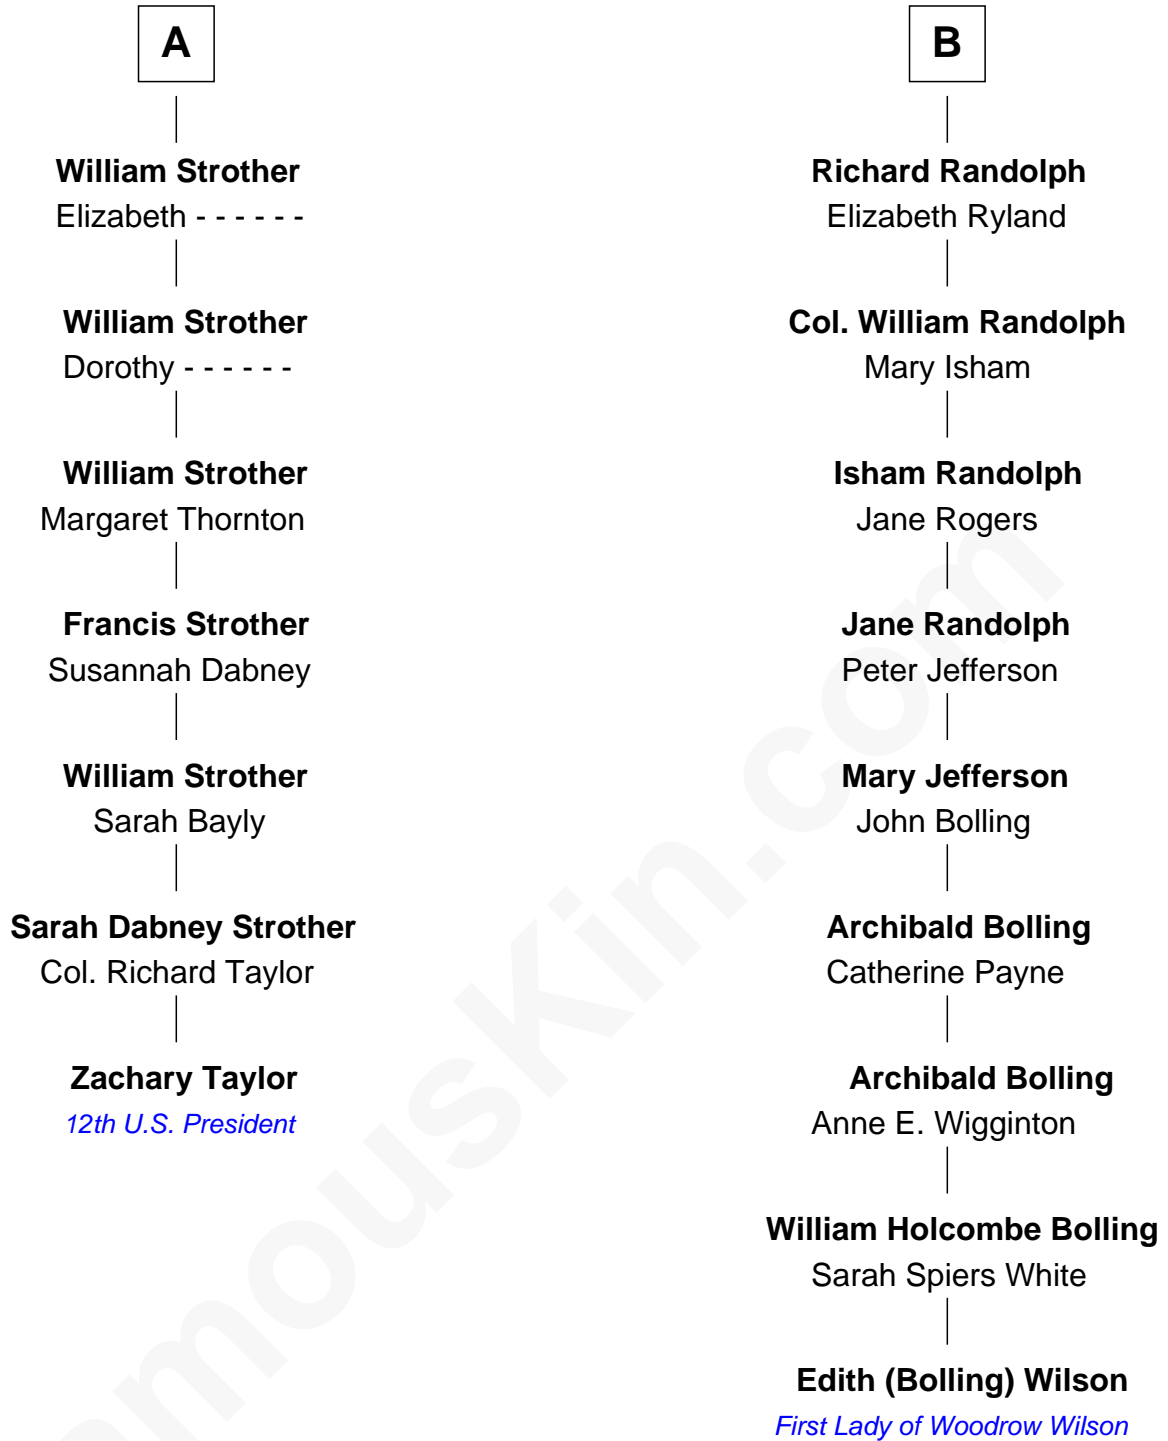 A
William Strother
Elizabeth - - - - - -
William Strother
Dorothy - - - - - -
William Strother
Margaret Thornton
Francis Strother
Susannah Dabney
William Strother
Sarah Bayly
Sarah Dabney Strother
Col. Richard Taylor
Zachary Taylor
12th U.S. President
B
Richard Randolph
Elizabeth Ryland
Col. William Randolph
Mary Isham
Isham Randolph
Jane Rogers
Jane Randolph
Peter Jefferson
Mary Jefferson
John Bolling
Archibald Bolling
Catherine Payne
Archibald Bolling
Anne E. Wigginton
William Holcombe Bolling
Sarah Spiers White
Edith (Bolling) Wilson
First Lady of Woodrow Wilson
amouskin.com